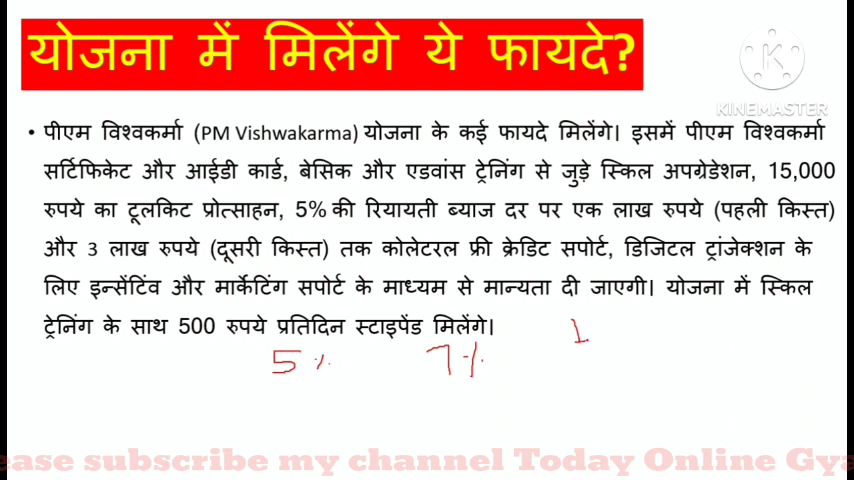 योजना में मिलेंगे ये फायदे?
KINEMASTER
• पीएम विश्वकर्मा (PM Vishwakarma) योजना के कई फायदे मिलेंगे। इसमें पीएम विश्वकर्मा
सर्टिफिकेट और आईडी कार्ड, बेसिक और एडवांस ट्रेनिंग से जुड़े स्किल अपग्रेडेशन, 15,000
रुपये का टूलकिट प्रोत्साहन, 5% की रियायती ब्याज दर पर एक लाख रुपये (पहली किस्त)
और 3 लाख रुपये (दूसरी किस्त) तक कोलेटरल फ्री क्रेडिट सपोर्ट, डिजिटल ट्रांजेक्शन के
लिए इन्सेंटिंव और मार्केटिंग सपोर्ट के माध्यम से मान्यता दी जाएगी। योजना में स्किल
ट्रेनिंग के साथ 500 रुपये प्रतिदिन स्टाइपेंड मिलेंगे।
5% 7% 1
ease subscribe my channel Today Online Gya